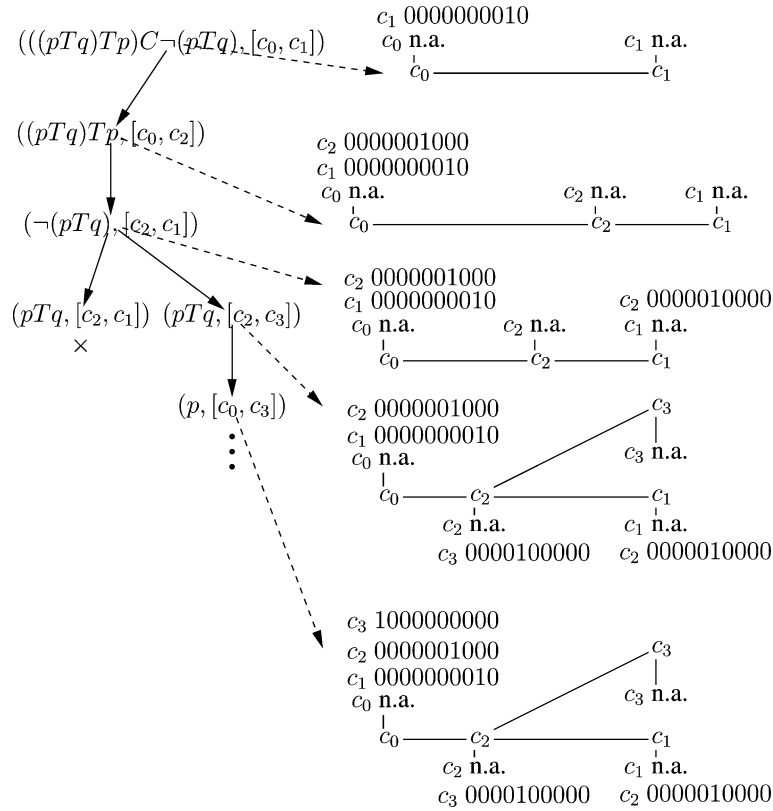 c₁ 0000000010
(((pTq)Tp)C¬(pTq), [c₀, c₁])
c₀ n.a. c₁ n.a.
c₀ c₁
((pTq)Tp, [c₀, c₂])
c₂ 0000001000
c₁ 0000000010
c₀ n.a. c₂ n.a. c₁ n.a.
(¬(pTq), [c₂, c₁])
c₀ c₂ c₁
c₂ 0000001000
c₁ 0000000010 c₂ 0000010000
(pTq, [c₂, c₁]) (pTq, [c₂, c₃])
c₀ n.a. c₂ n.a. c₁ n.a.
×
c₀ c₂ c₁
(p, [c₀, c₃])
c₂ 0000001000 c₃
c₁ 0000000010
c₀ n.a. c₃ n.a.
c₀ c₂ c₁
c₂ n.a. c₁ n.a.
c₃ 0000100000 c₂ 0000010000
c₃ 1000000000
c₂ 0000001000 c₃
c₁ 0000000010
c₀ n.a. c₃ n.a.
c₀ c₂ c₁
c₂ n.a. c₁ n.a.
c₃ 0000100000 c₂ 0000010000